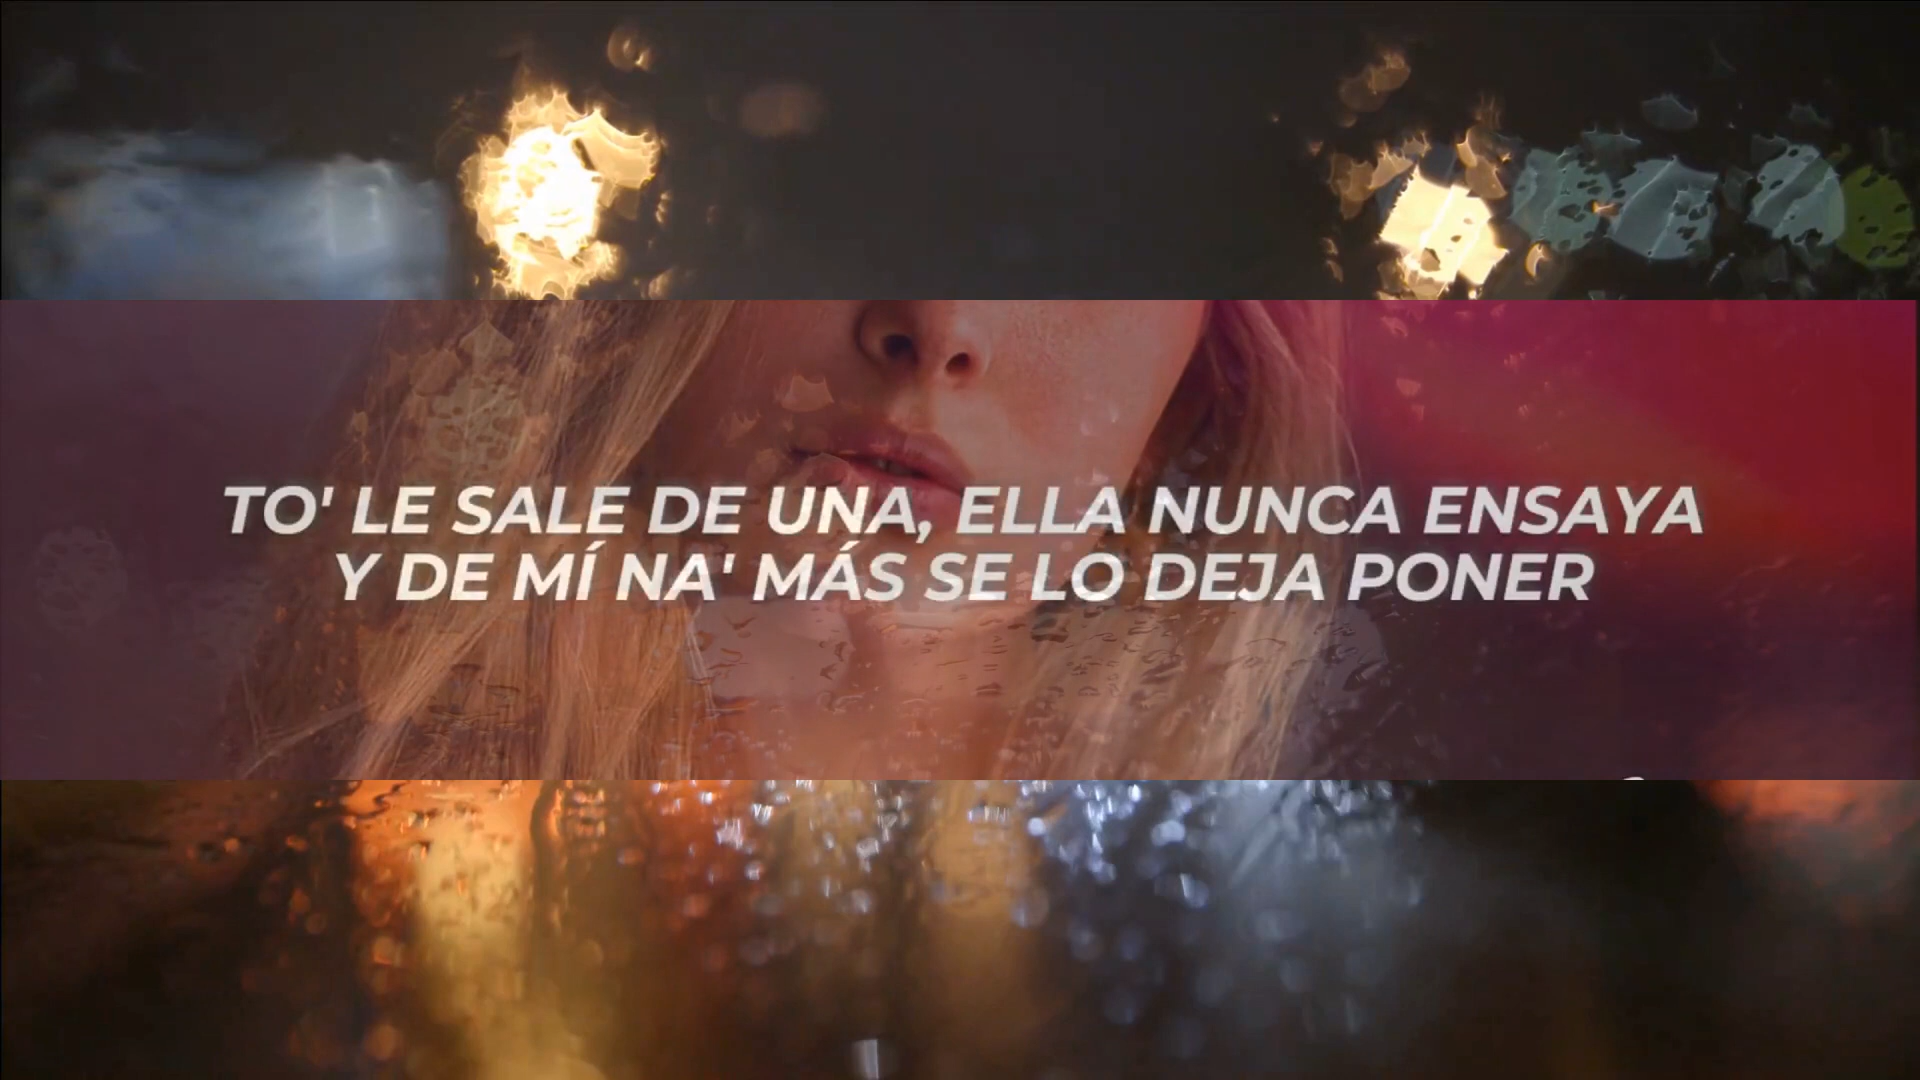 TO' LE SALE DE UNA, ELLA NUNCA ENSAYA
Y DE MÍ NA' MÁS SE LO DEJA PONER